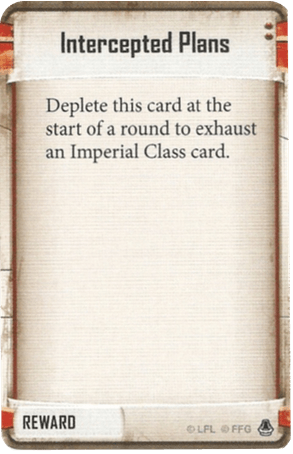 Intercepted Plans
Deplete this card at the
start of a round to exhaust
an Imperial Class card.
REWARD
© LFL © FFG